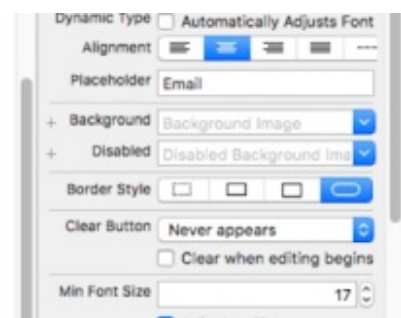 Dynamic Type Automatically Adjusts Font
Alignment
Placeholder Email
+ Background Background Image
+ Disabled Disabled Background Ima
Border Style
Clear Button Never appears
Clear when editing begins
Min Font Size 17